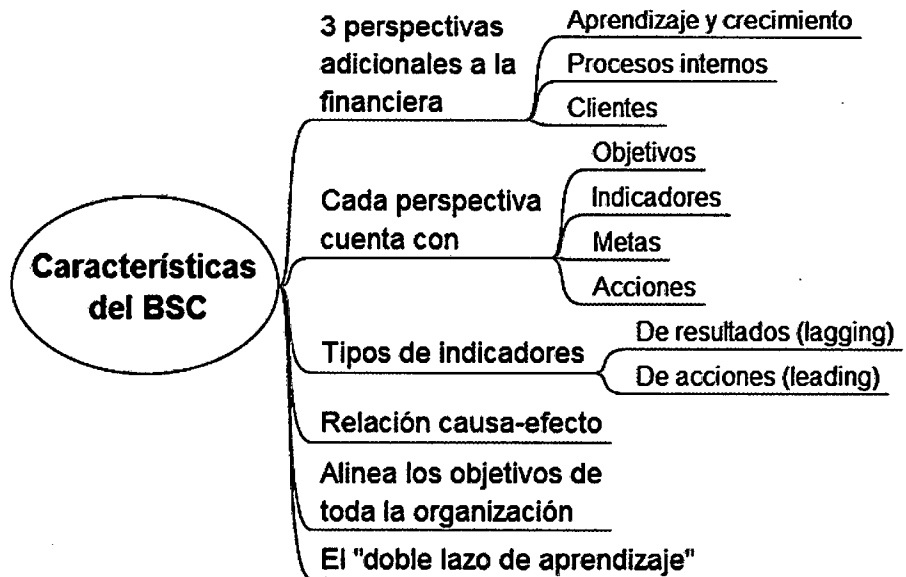 3 perspectivas
adicionales a la
financiera
Aprendizaje y crecimiento
Procesos internos
Clientes
Cada perspectiva
cuenta con
Objetivos
Indicadores
Metas
Acciones
Características
del BSC
Tipos de indicadores
De resultados (lagging)
De acciones (leading)
Relación causa-efecto
Alinea los objetivos de
toda la organización
El "doble lazo de aprendizaje"